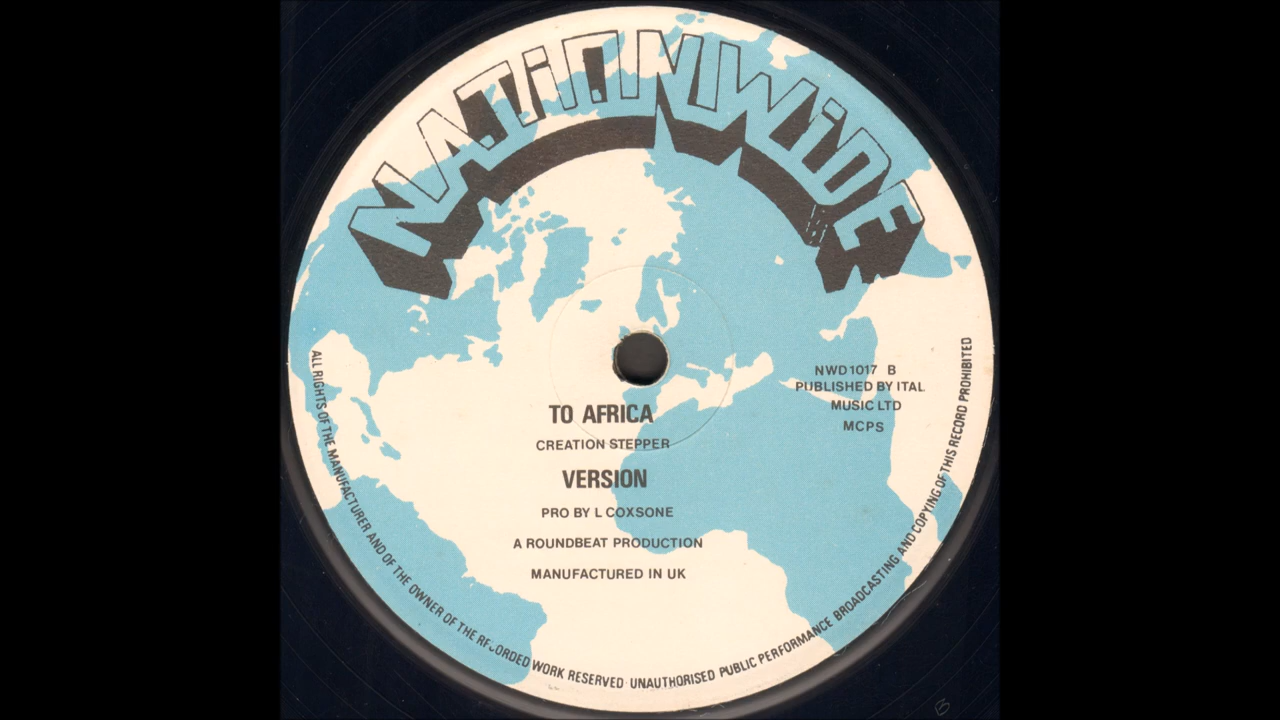 NATIONWIDE
NWD1017 B
PUBLISHED BY ITAL
MUSIC LTD
MCPS
TO AFRICA
CREATION STEPPER
VERSION
PRO BY L COXSONE
A ROUNDBEAT PRODUCTION
MANUFACTURED IN UK
ALL RIGHTS OF THE MANUFACTURER AND OF THE OWNER OF THE RECORDED WORK RESERVED · UNAUTHORISED PUBLIC PERFORMANCE BROADCASTING AND COPYING OF THIS RECORD PROHIBITED